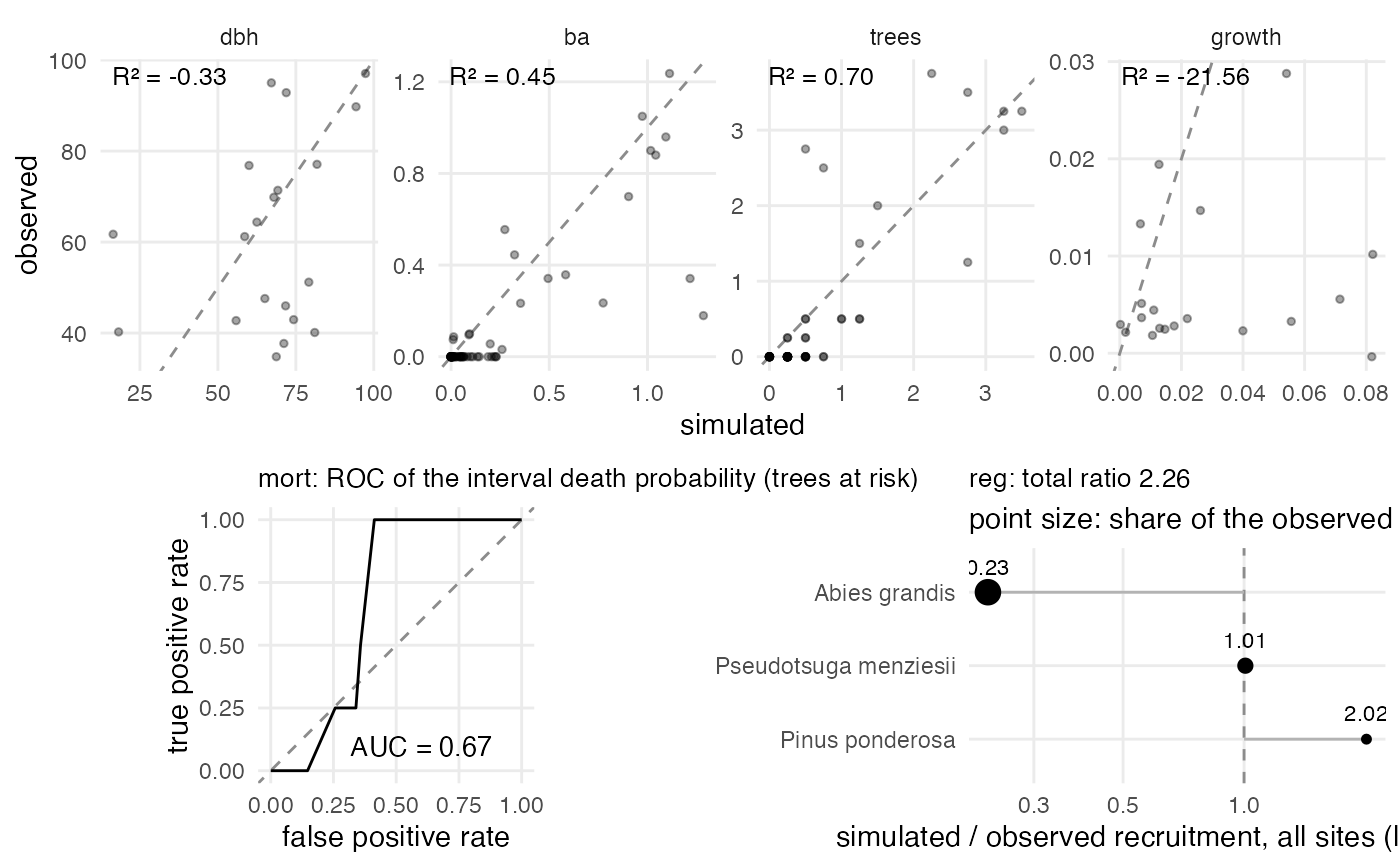 dbh ba trees growth
R² = -0.33 R² = 0.45 R² = 0.70 R² = -21.56
observed
100
80
60
40
1.2
0.8
0.4
0.0
3
2
1
0
0.03
0.02
0.01
0.00
25 50 75 100 0.0 0.5 1.0 0 1 2 3 0.00 0.02 0.04 0.06 0.08
simulated
mort: ROC of the interval death probability (trees at risk)
true positive rate
1.00
0.75
0.50
0.25
0.00
AUC = 0.67
0.00 0.25 0.50 0.75 1.00
false positive rate
reg: total ratio 2.26
point size: share of the observed
Abies grandis 0.23
Pseudotsuga menziesii 1.01
Pinus ponderosa 2.02
0.3 0.5 1.0
simulated / observed recruitment, all sites (l